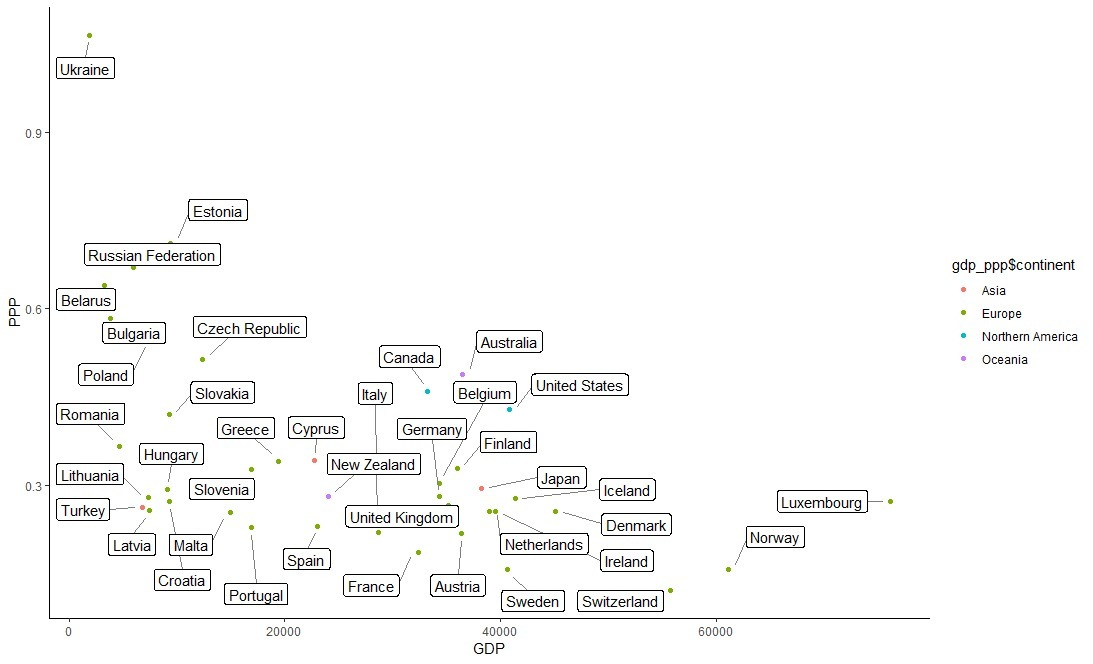 Ukraine
0.9
Estonia
Russian Federation
Belarus
0.6
PPP
Czech Republic
Bulgaria
Australia
Canada
Poland
United States
Slovakia
Italy
Belgium
Romania
Greece
Cyprus
Germany
Finland
Hungary
New Zealand
Lithuania
Japan
0.3
Slovenia
Iceland
Luxembourg
Turkey
United Kingdom
Denmark
Norway
Latvia
Malta
Netherlands
Spain
Ireland
Croatia
France
Austria
Portugal
Sweden
Switzerland
0
20000
40000
60000
GDP
gdp_ppp$continent
Asia
Europe
Northern America
Oceania